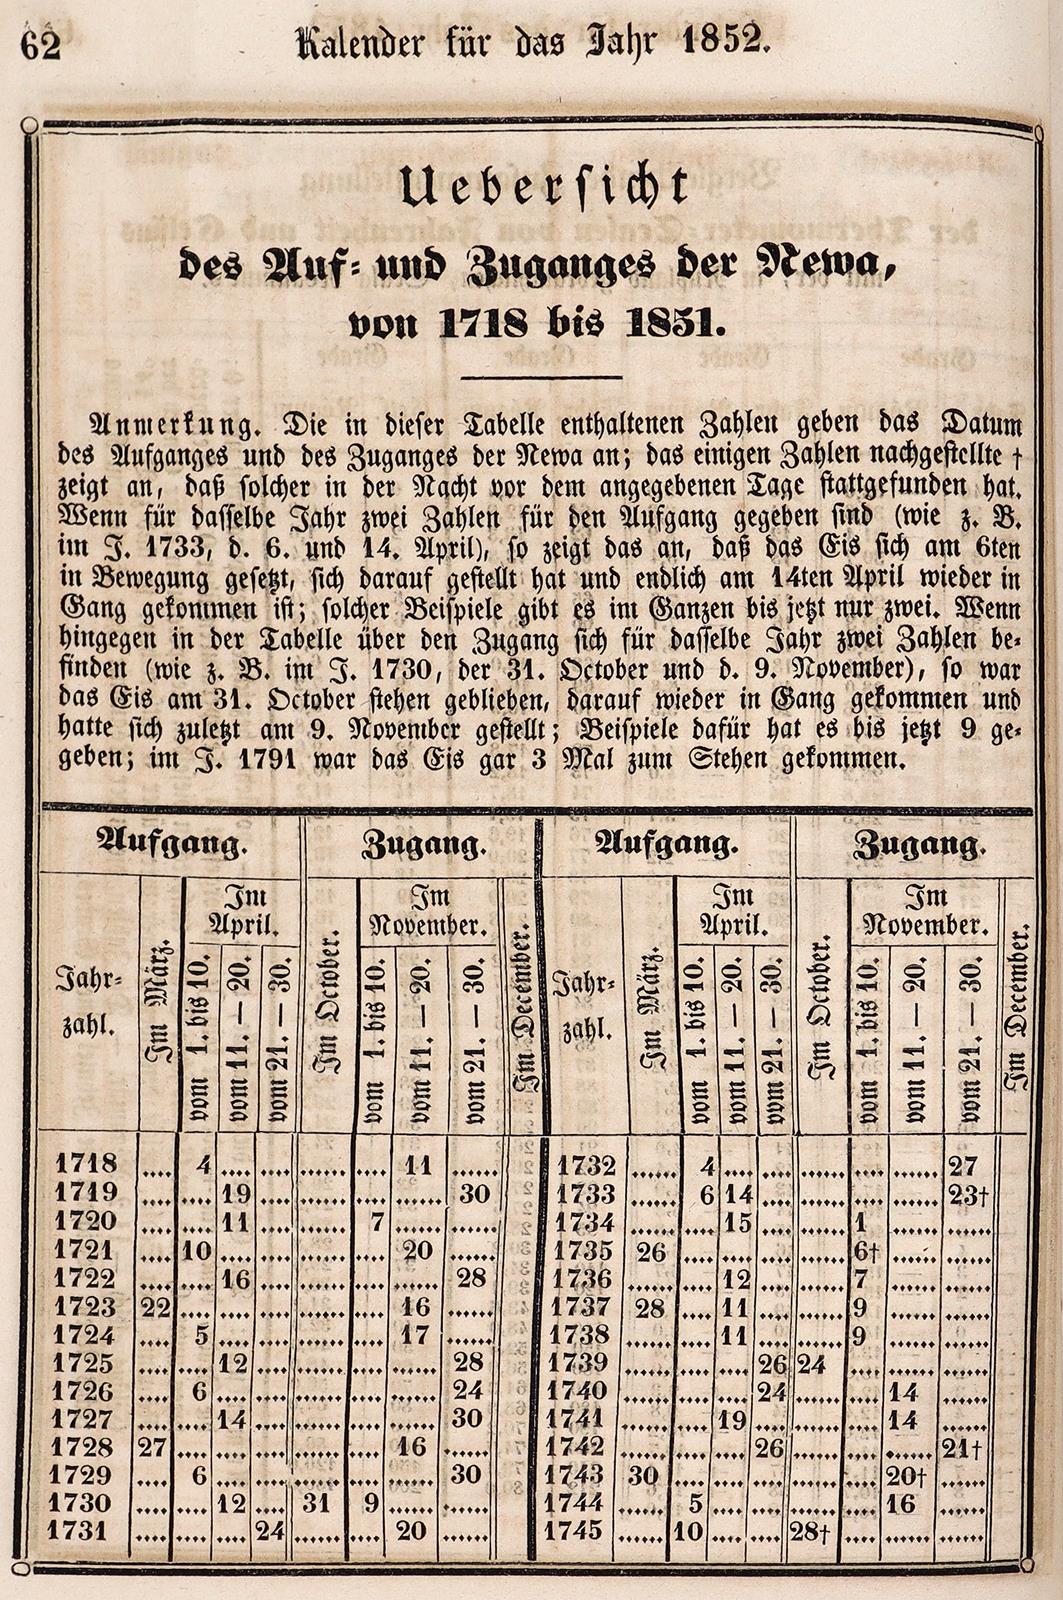 62
Kalender für das Jahr 1852.
Uebersicht
des Auf- und Zuganges der Newa,
von 1718 bis 1851.
Anmerkung. Die in dieser Tabelle enthaltenen Zahlen geben das Datum
des Aufganges und des Zuganges der Newa an; das einigen Zahlen nachgestellte †
zeigt an, daß solcher in der Nacht vor dem angegebenen Tage stattgefunden hat.
Wenn für dasselbe Jahr zwei Zahlen für den Aufgang gegeben sind (wie z. B.
im J. 1733, d. 6. und 14. April), so zeigt das an, daß das Eis sich am 6ten
in Bewegung gesetzt, sich darauf gestellt hat und endlich am 14ten April wieder in
Gang gekommen ist; solcher Beispiele gibt es im Ganzen bis jetzt nur zwei. Wenn
hingegen in der Tabelle über den Zugang sich für dasselbe Jahr zwei Zahlen be-
finden (wie z. B. im J. 1730, der 31. October und d. 9. November), so war
das Eis am 31. October stehen geblieben, darauf wieder in Gang gekommen und
hatte sich zuletzt am 9. November gestellt; Beispiele dafür hat es bis jetzt 9 ge-
geben; im J. 1791 war das Eis gar 3 Mal zum Stehen gekommen.
Aufgang. Zugang. Aufgang. Zugang.
Jahr-
zahl.
Im März.
Im
April.
vom 1. bis 10.
vom 11. — 20.
vom 21. — 30.
Im October.
Im
November.
vom 1. bis 10.
vom 11. — 20.
vom 21. — 30.
Im December.
Jahr-
zahl.
Im März.
Im
April.
vom 1. bis 10.
vom 11. — 20.
vom 21. — 30.
Im October.
Im
November.
vom 1. bis 10.
vom 11. — 20.
vom 21. — 30.
Im December.
1718 4 11 1732 4 27
1719 19 30 1733 6 14 23†
1720 11 7 1734 15 1
1721 10 20 1735 26 6†
1722 16 28 1736 12 7
1723 22 16 1737 28 11 9
1724 5 17 1738 11 9
1725 12 28 1739 26 24
1726 6 24 1740 24 14
1727 14 30 1741 19 14
1728 27 16 1742 26 21†
1729 6 30 1743 30 20†
1730 12 31 9 1744 5 16
1731 24 20 1745 10 28†